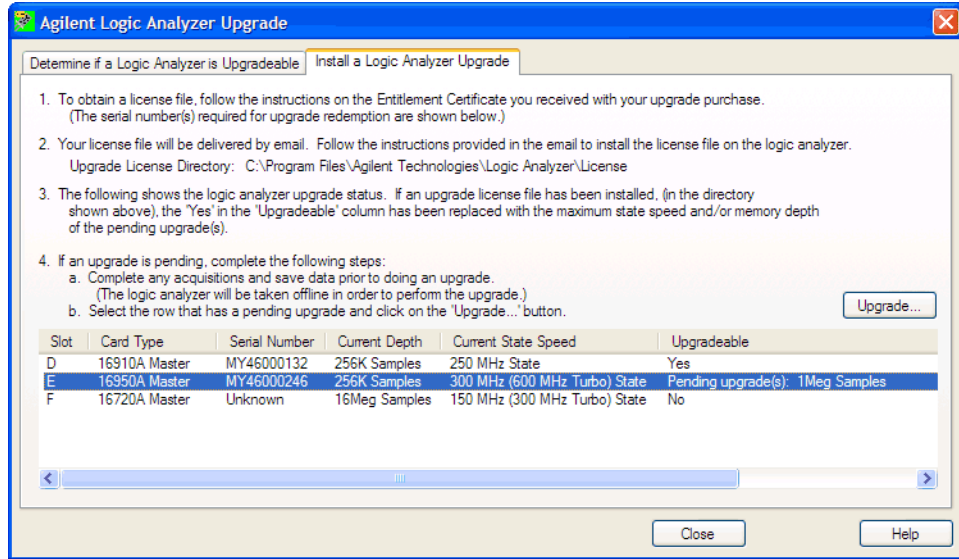 Agilent Logic Analyzer Upgrade
Determine if a Logic Analyzer is Upgradeable
Install a Logic Analyzer Upgrade
1. To obtain a license file, follow the instructions on the Entitlement Certificate you received with your upgrade purchase.
(The serial number(s) required for upgrade redemption are shown below.)
2. Your license file will be delivered by email. Follow the instructions provided in the email to install the license file on the logic analyzer.
Upgrade License Directory: C:\Program Files\Agilent Technologies\Logic Analyzer\License
3. The following shows the logic analyzer upgrade status. If an upgrade license file has been installed, (in the directory
shown above), the 'Yes' in the 'Upgradeable' column has been replaced with the maximum state speed and/or memory depth
of the pending upgrade(s).
4. If an upgrade is pending, complete the following steps:
a. Complete any acquisitions and save data prior to doing an upgrade.
(The logic analyzer will be taken offline in order to perform the upgrade.)
b. Select the row that has a pending upgrade and click on the 'Upgrade...' button.
Upgrade...
Slot Card Type Serial Number Current Depth Current State Speed Upgradeable
D 16910A Master MY46000132 256K Samples 250 MHz State Yes
E 16950A Master MY46000246 256K Samples 300 MHz (600 MHz Turbo) State Pending upgrade(s): 1Meg Samples
F 16720A Master Unknown 16Meg Samples 150 MHz (300 MHz Turbo) State No
Close Help